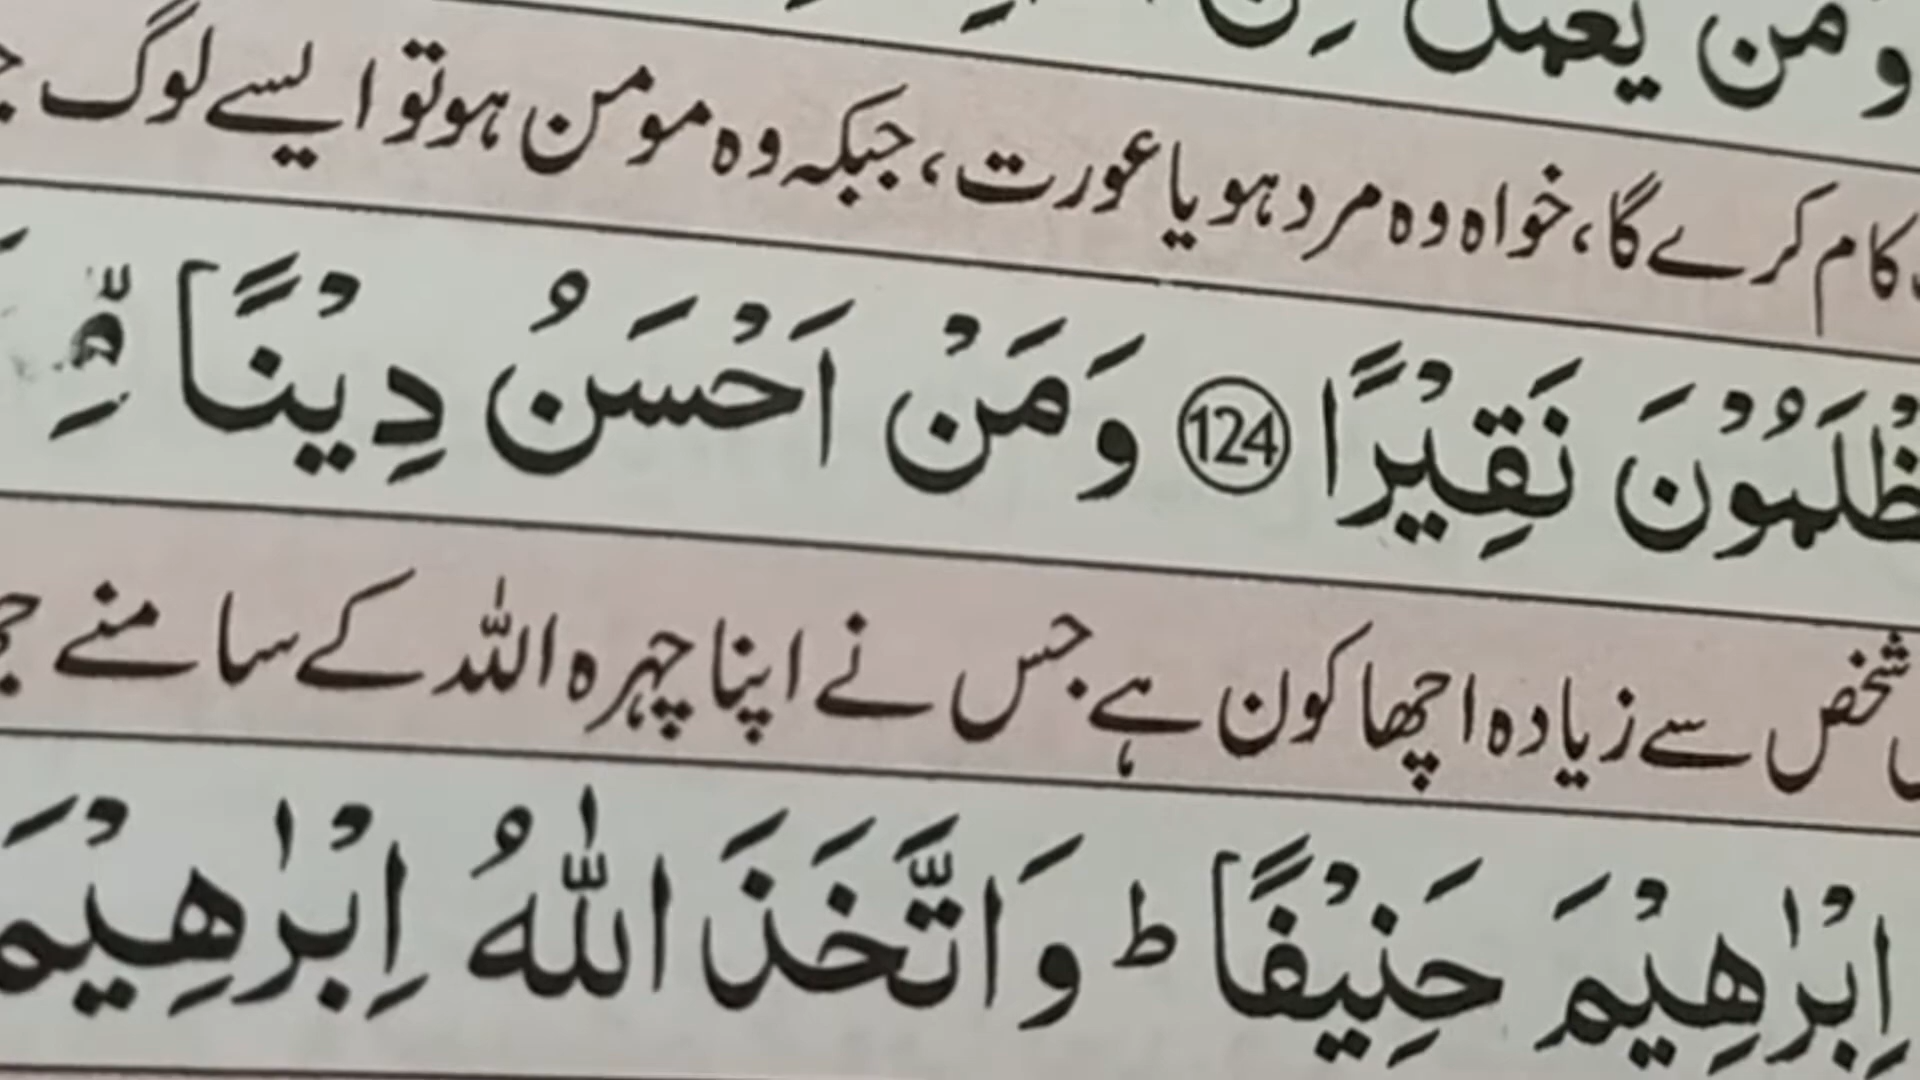 وَمَنْ يَّعْمَلْ
کام کرے گا، خواہ وہ مرد ہو یا عورت، جبکہ وہ مومن ہو تو ایسے لوگ
ظْلَمُوْنَ نَقِيْرًا 124 وَمَنْ اَحْسَنُ دِيْنًا مِّ
شخص سے زیادہ اچھا کون ہے، جس نے اپنا چہرہ اللہ کے سامنے
اِبْرٰهِيْمَ حَنِيْفًا ط وَاتَّخَذَ اللّٰهُ اِبْرٰهِيْمَ